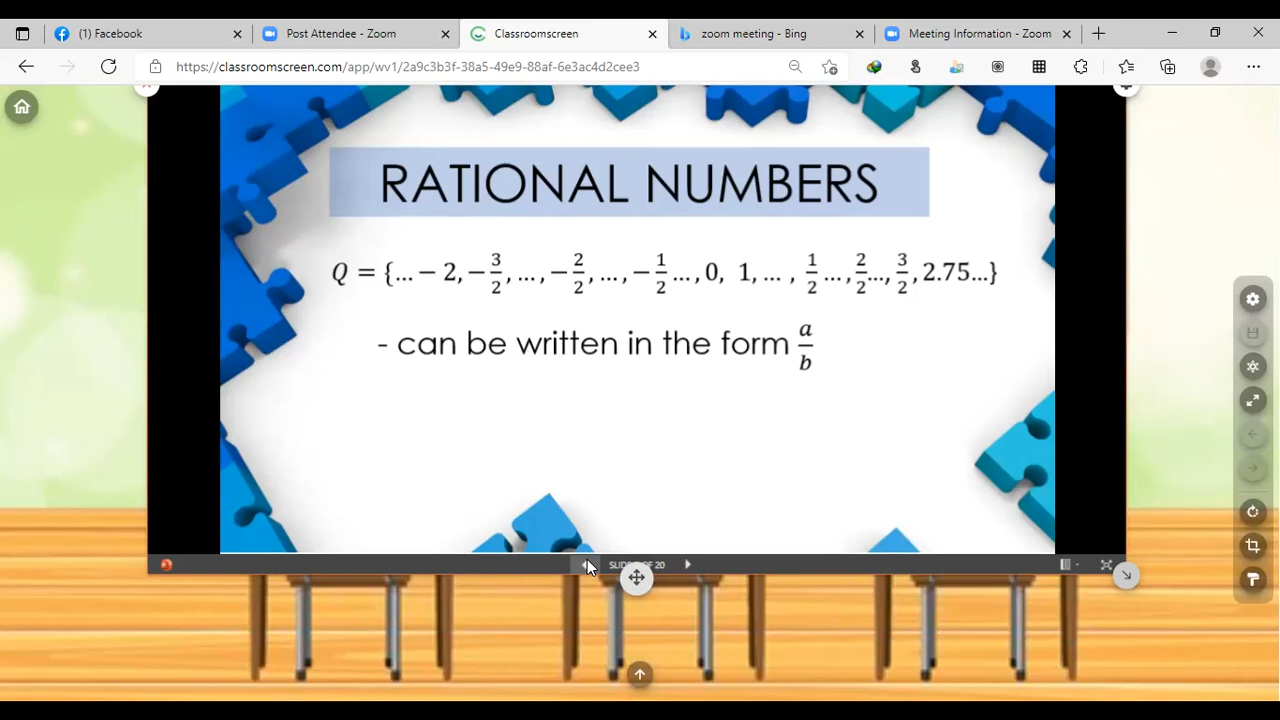 (1) Facebook
Post Attendee - Zoom
Classroomscreen
zoom meeting - Bing
Meeting Information - Zoom
https://classroomscreen.com/app/wv1/2a9c3b3f-38a5-49e9-88af-6e3ac4d2cee3
RATIONAL NUMBERS
Q = {... − 2, −3/2, ..., −2/2, ..., −1/2 ..., 0, 1, ... , 1/2 ..., 2/2..., 3/2, 2.75...}
- can be written in the form a/b
OF 20